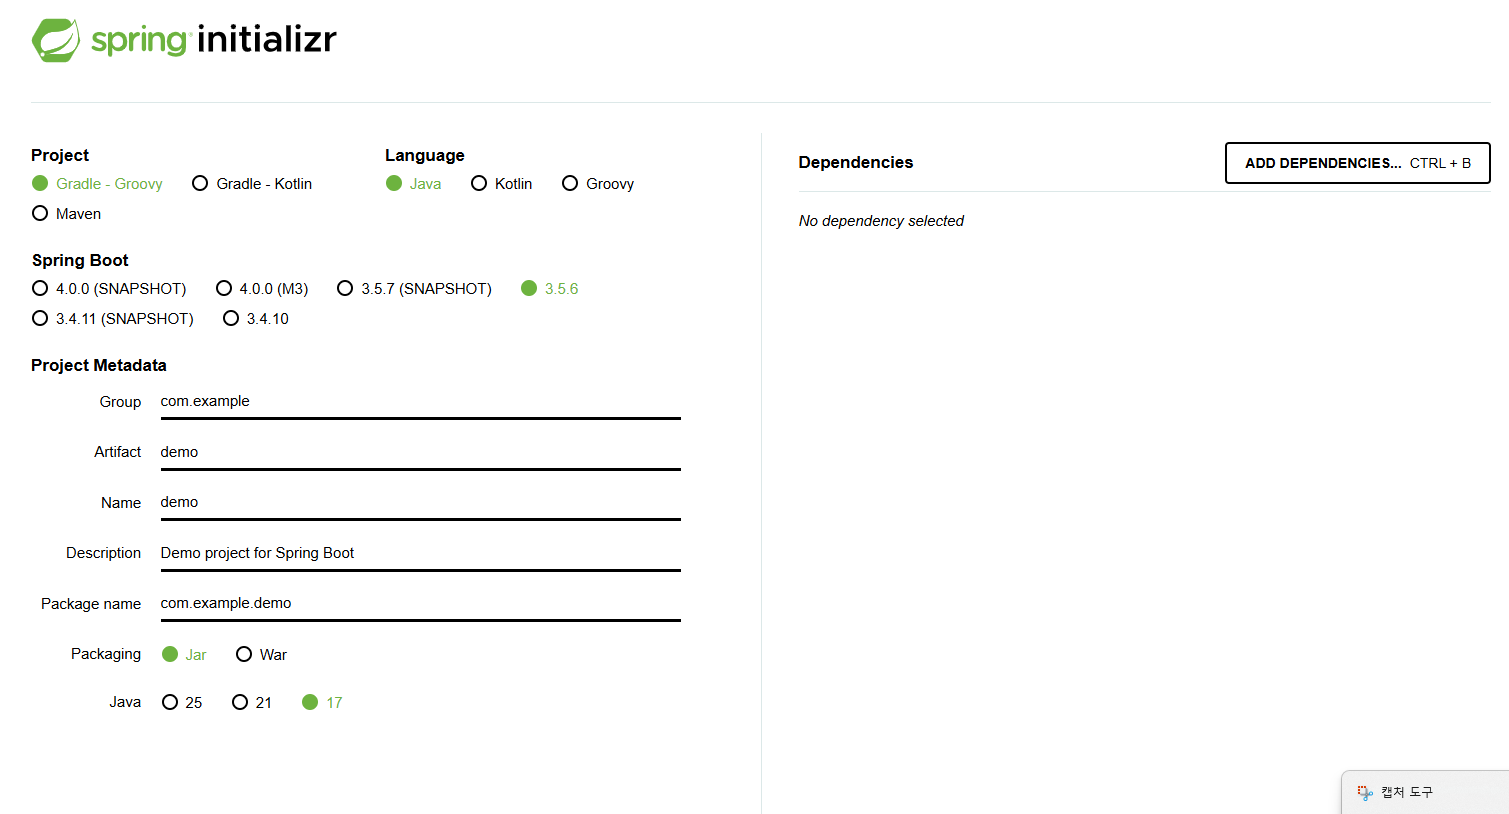 spring initializr
Project
Gradle - Groovy Gradle - Kotlin
Maven
Language
Java Kotlin Groovy
Spring Boot
4.0.0 (SNAPSHOT) 4.0.0 (M3) 3.5.7 (SNAPSHOT) 3.5.6
3.4.11 (SNAPSHOT) 3.4.10
Project Metadata
Group com.example
Artifact demo
Name demo
Description Demo project for Spring Boot
Package name com.example.demo
Packaging Jar War
Java 25 21 17
Dependencies ADD DEPENDENCIES... CTRL + B
No dependency selected
캡처 도구